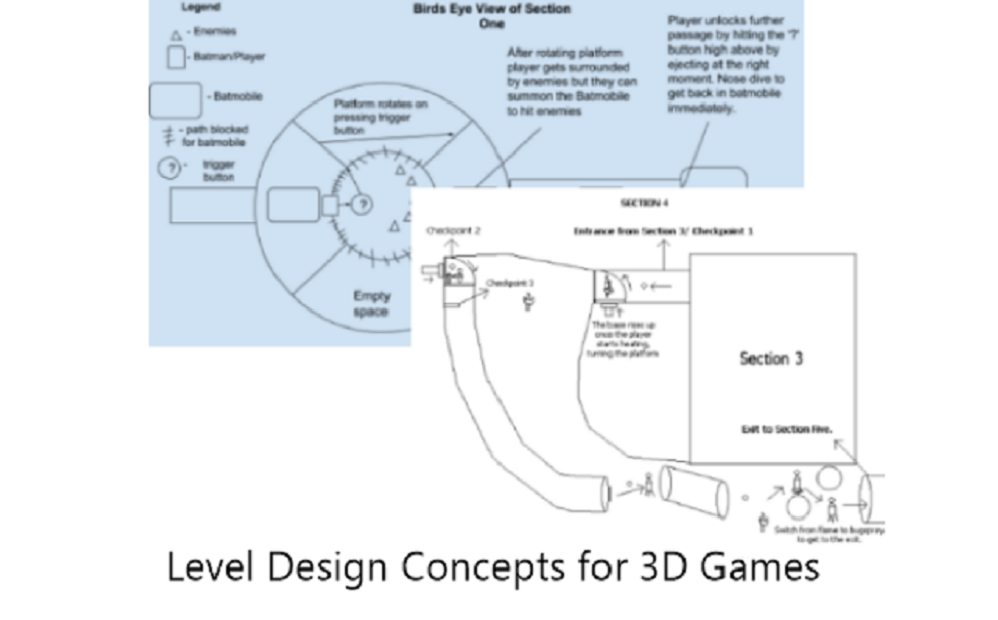 Legend
- Enemies
- Batman/Player
- Batmobile
- path blocked
for batmobile
?
- trigger
button
Birds Eye View of Section
One
After rotating platform
player gets surrounded
by enemies but they can
summon the Batmobile
to hit enemies
Player unlocks further
passage by hitting the '?'
button high above by
ejecting at the right
moment. Nose dive to
get back in batmobile
immediately.
Platform rotates on
pressing trigger
button
?
Empty
space
SECTION 4
Checkpoint 2
Entrance from Section 3/ Checkpoint 1
Checkpoint 3
The base rises up
once the player
starts heating,
turning the platform
Section 3
Exit to Section Five.
Switch from flame to bugspray
to get to the exit.
Level Design Concepts for 3D Games